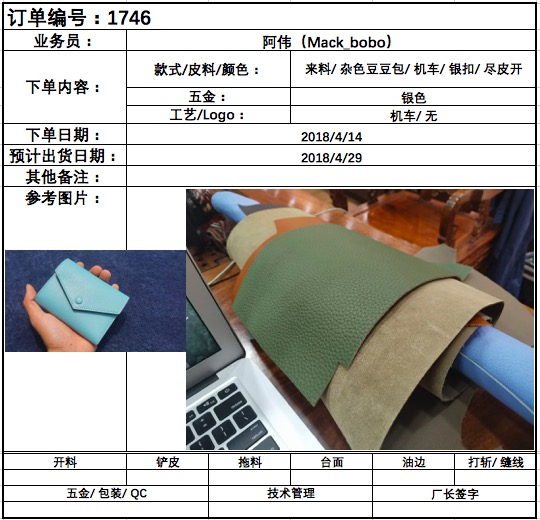 订单编号：1746
业务员： 阿伟（Mack_bobo）
下单内容： 款式/皮料/颜色： 来料/ 杂色豆豆包/ 机车/ 银扣/ 尽皮开
五金： 银色
工艺/Logo： 机车/ 无
下单日期： 2018/4/14
预计出货日期： 2018/4/29
其他备注：
参考图片：
开料 铲皮 拖料 台面 油边 打斩/ 缝线
五金/ 包装/ QC 技术管理 厂长签字